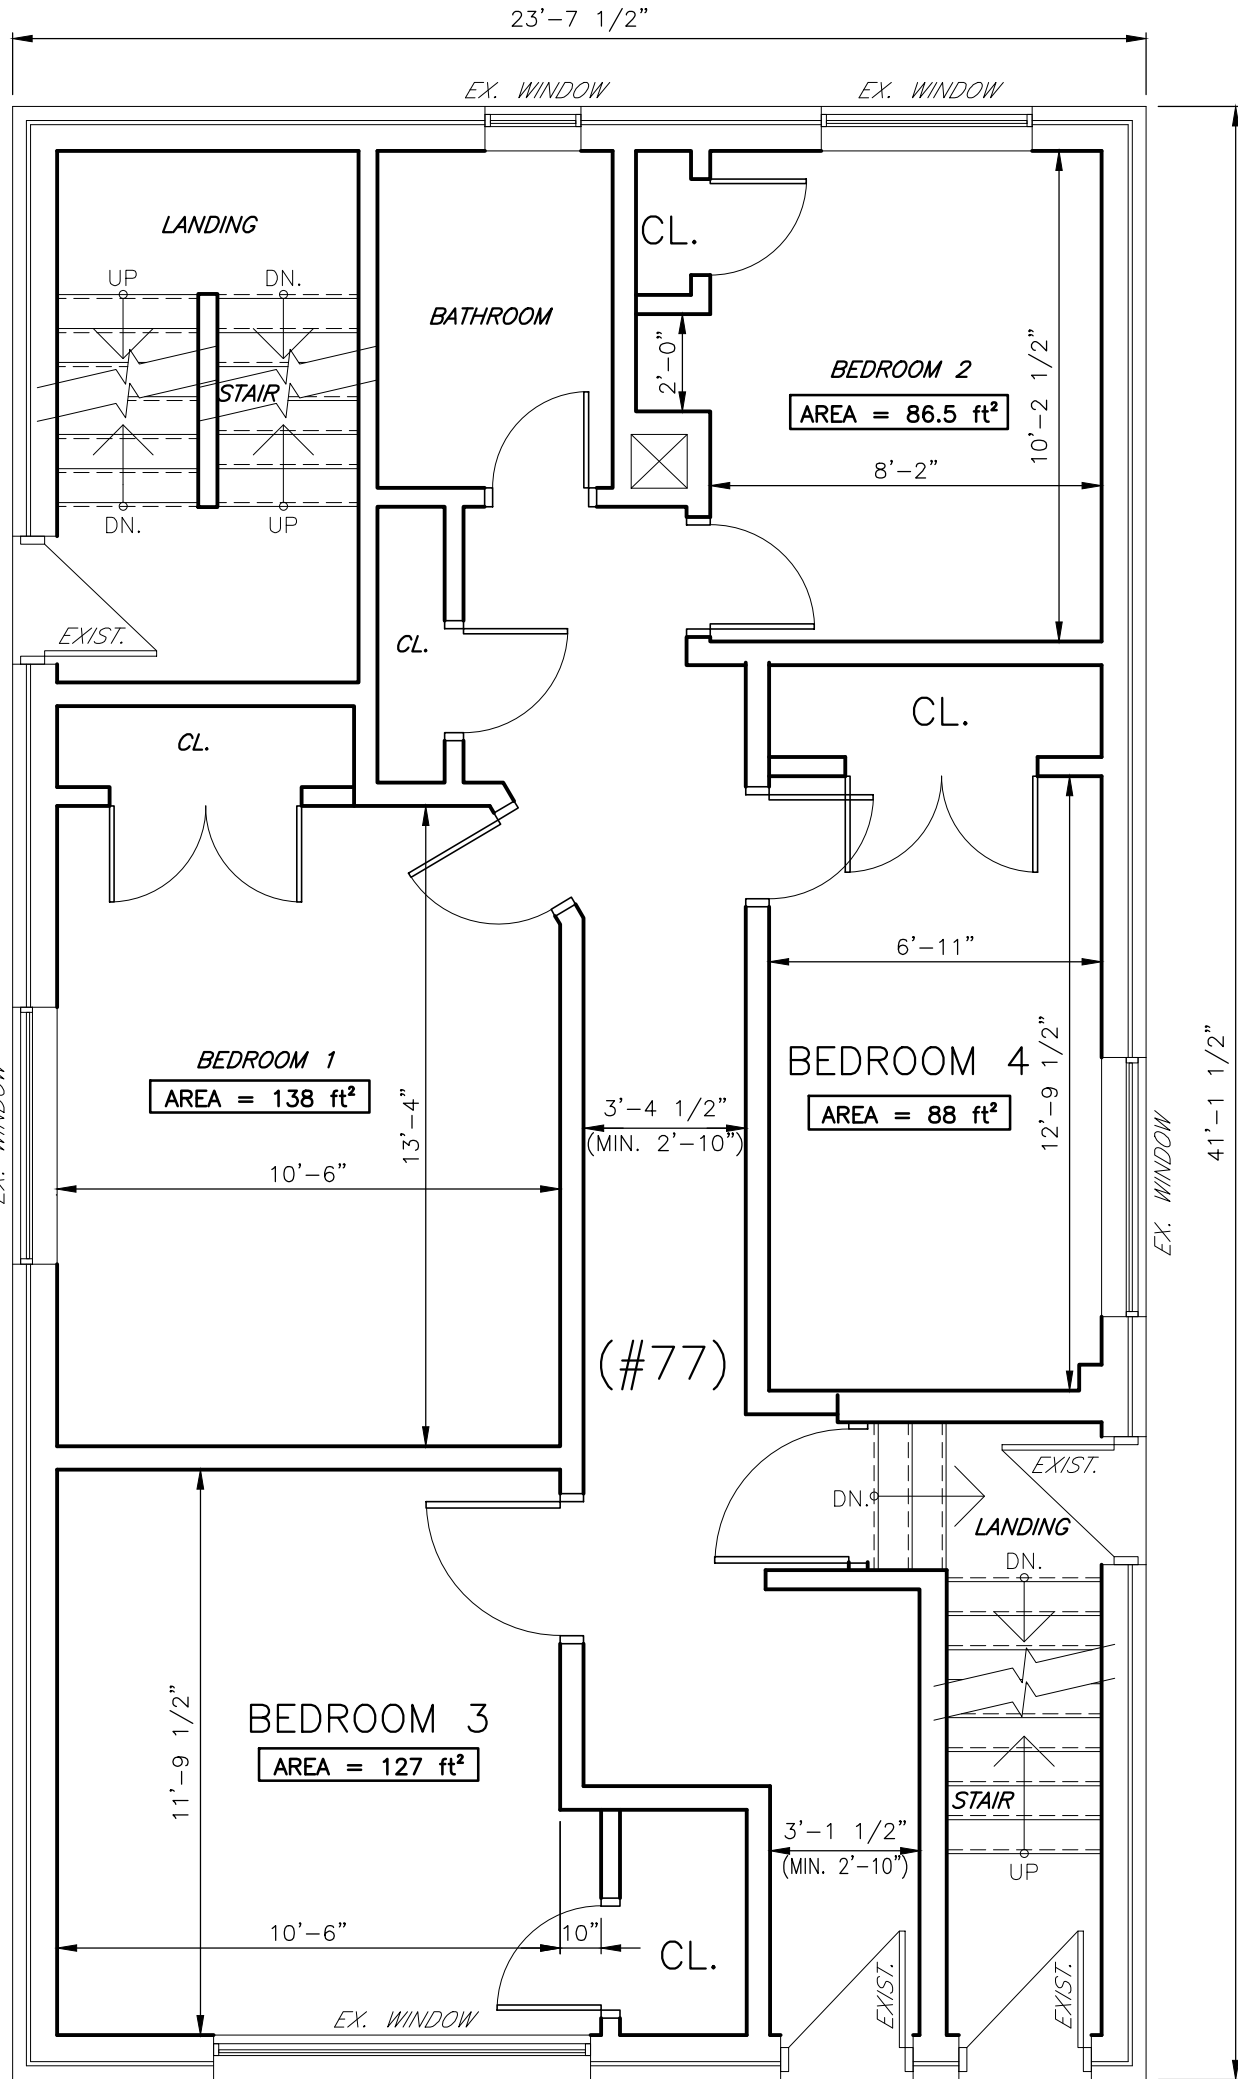 23'-7 1/2"
EX. WINDOW
EX. WINDOW
LANDING
CL.
UP
DN.
BATHROOM
2'-0"
BEDROOM 2
AREA = 86.5 ft²
10'-2 1/2"
STAIR
8'-2"
DN.
UP
EXIST.
CL.
CL.
CL.
6'-11"
BEDROOM 1
AREA = 138 ft²
13'-4"
10'-6"
EX. WINDOW
3'-4 1/2"
(MIN. 2'-10")
BEDROOM 4
AREA = 88 ft²
12'-9 1/2"
EX. WINDOW
41'-1 1/2"
(#77)
EXIST.
DN.
LANDING
DN.
BEDROOM 3
AREA = 127 ft²
11'-9 1/2"
STAIR
3'-1 1/2"
(MIN. 2'-10")
UP
10'-6"
10"
CL.
EXIST.
EXIST.
EX. WINDOW